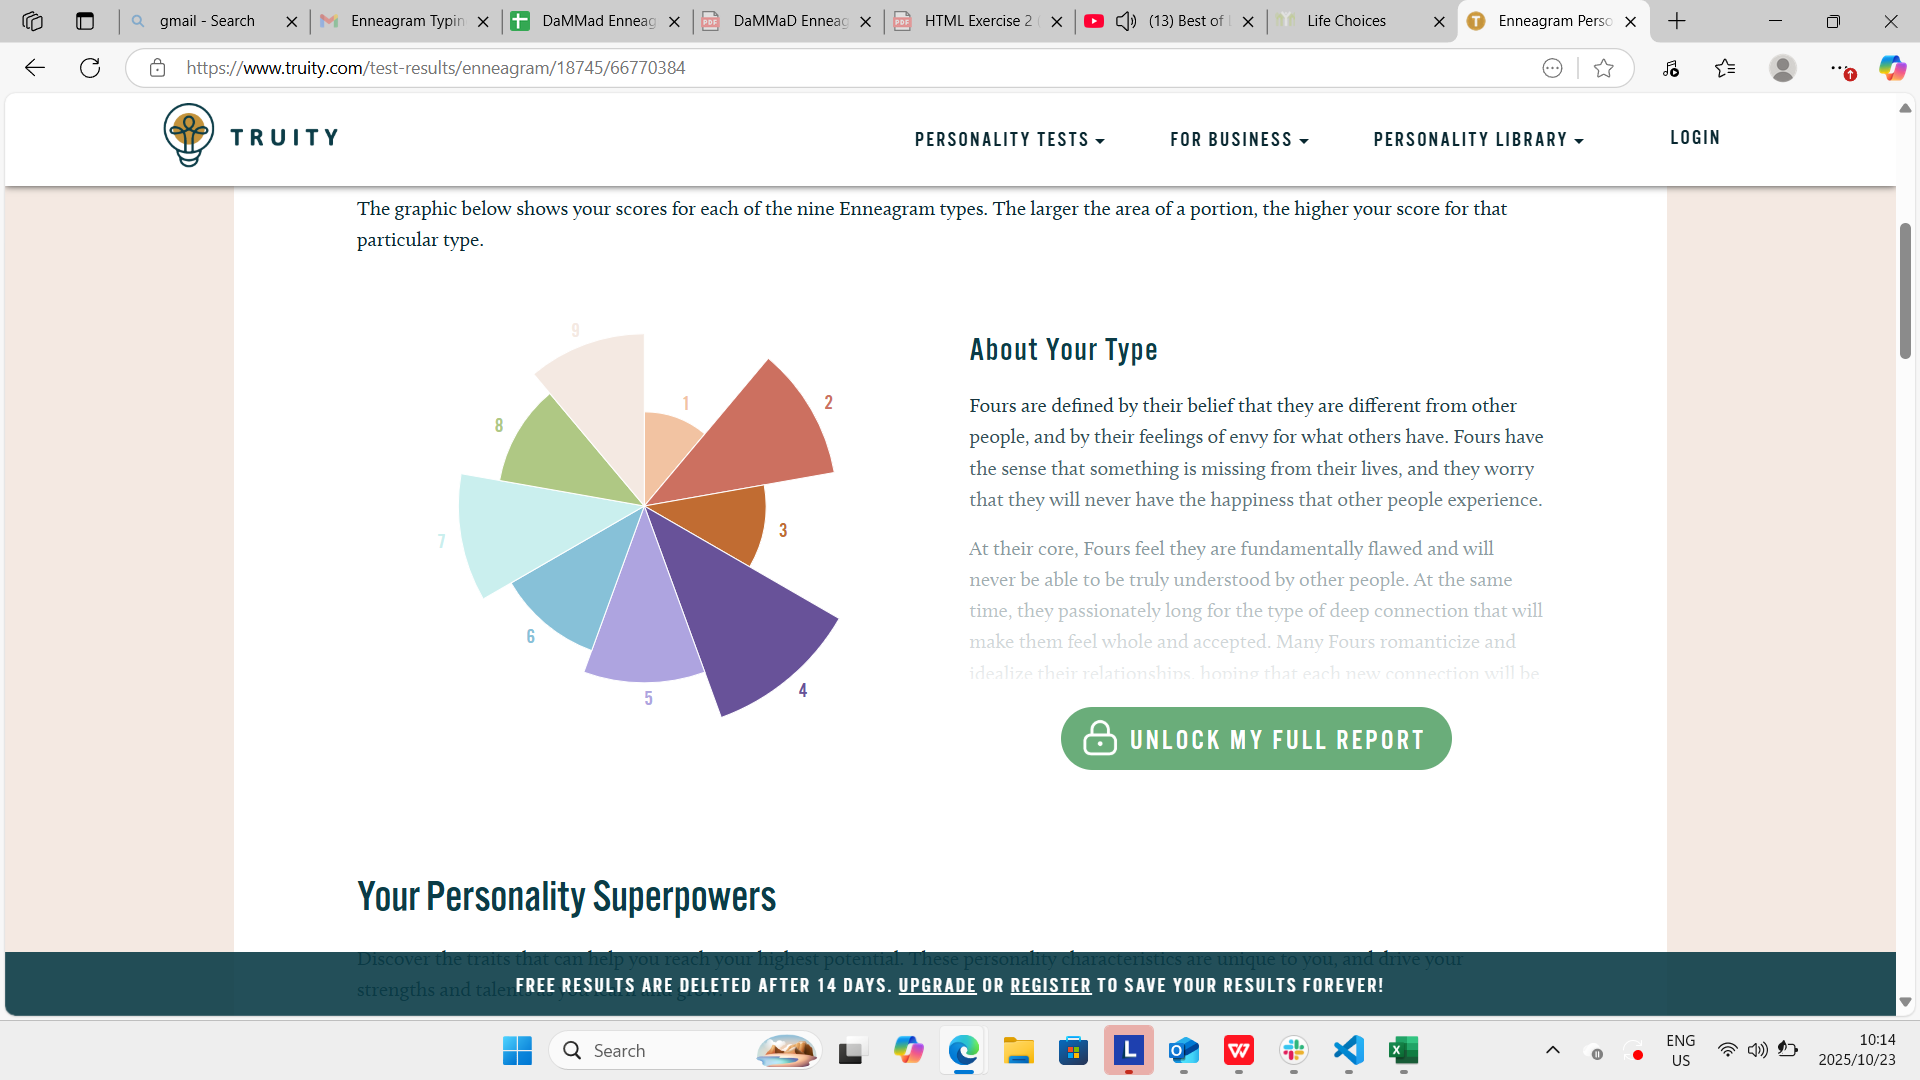 gmail - Search
Enneagram Typin
DaMMad Enneag
DaMMaD Enneag
HTML Exercise 2
(13) Best of
Life Choices
Enneagram Perso
https://www.truity.com/test-results/enneagram/18745/66770384
TRUITY
PERSONALITY TESTS
FOR BUSINESS
PERSONALITY LIBRARY
LOGIN
The graphic below shows your scores for each of the nine Enneagram types. The larger the area of a portion, the higher your score for that
particular type.
9
1
2
8
3
7
6
5
4
About Your Type
Fours are defined by their belief that they are different from other
people, and by their feelings of envy for what others have. Fours have
the sense that something is missing from their lives, and they worry
that they will never have the happiness that other people experience.
At their core, Fours feel they are fundamentally flawed and will
never be able to be truly understood by other people. At the same
time, they passionately long for the type of deep connection that will
make them feel whole and accepted. Many Fours romanticize and
idealize their relationships, hoping that each new connection will be
UNLOCK MY FULL REPORT
Your Personality Superpowers
Discover the traits that can help you reach your highest potential. These personality characteristics are unique to you, and drive your
strengths and talents as you learn and grow.
FREE RESULTS ARE DELETED AFTER 14 DAYS. UPGRADE OR REGISTER TO SAVE YOUR RESULTS FOREVER!
Search
ENG
US
10:14
2025/10/23